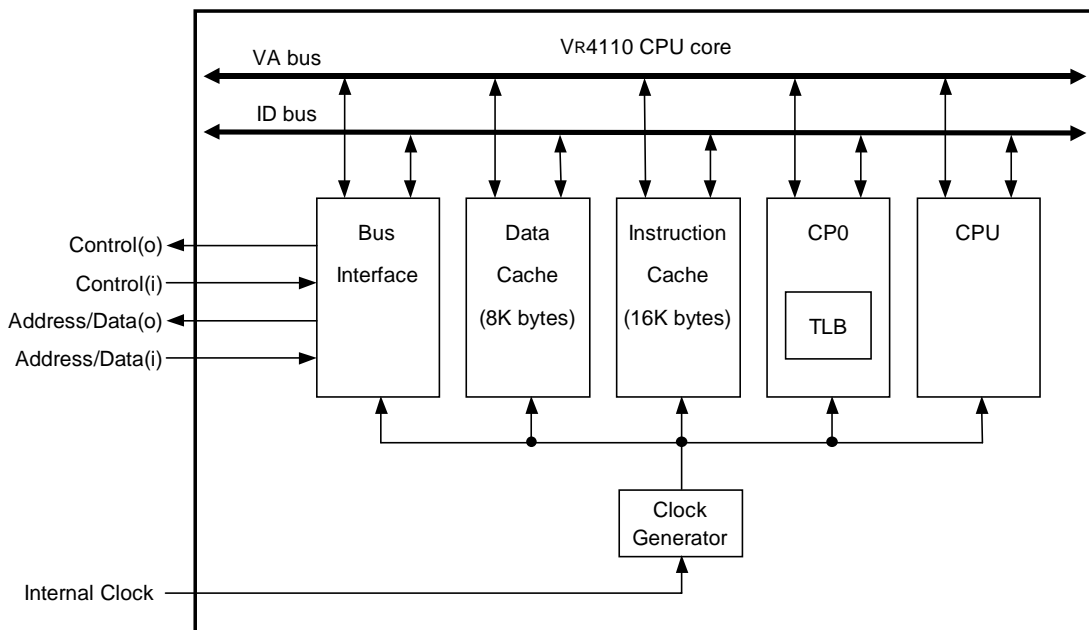 VR4110 CPU core
VA bus
ID bus
Control(o)
Control(i)
Address/Data(o)
Address/Data(i)
Bus
Interface
Data
Cache
(8K bytes)
Instruction
Cache
(16K bytes)
CP0
TLB
CPU
Clock
Generator
Internal Clock